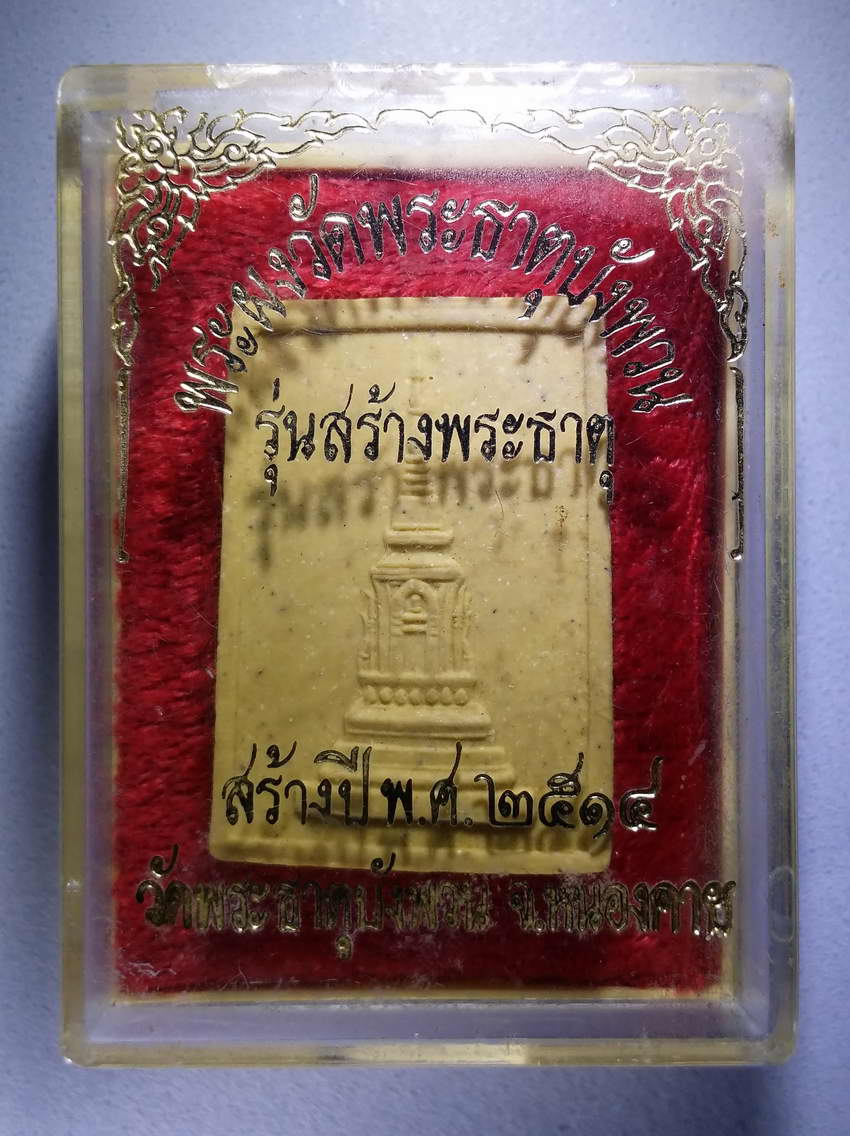 พระผงวัดพระธาตุบังพวน
รุ่นสร้างพระธาตุ
สร้างปี พ.ศ. ๒๕๑๔
วัดพระธาตุบังพวน จ.หนองคาย